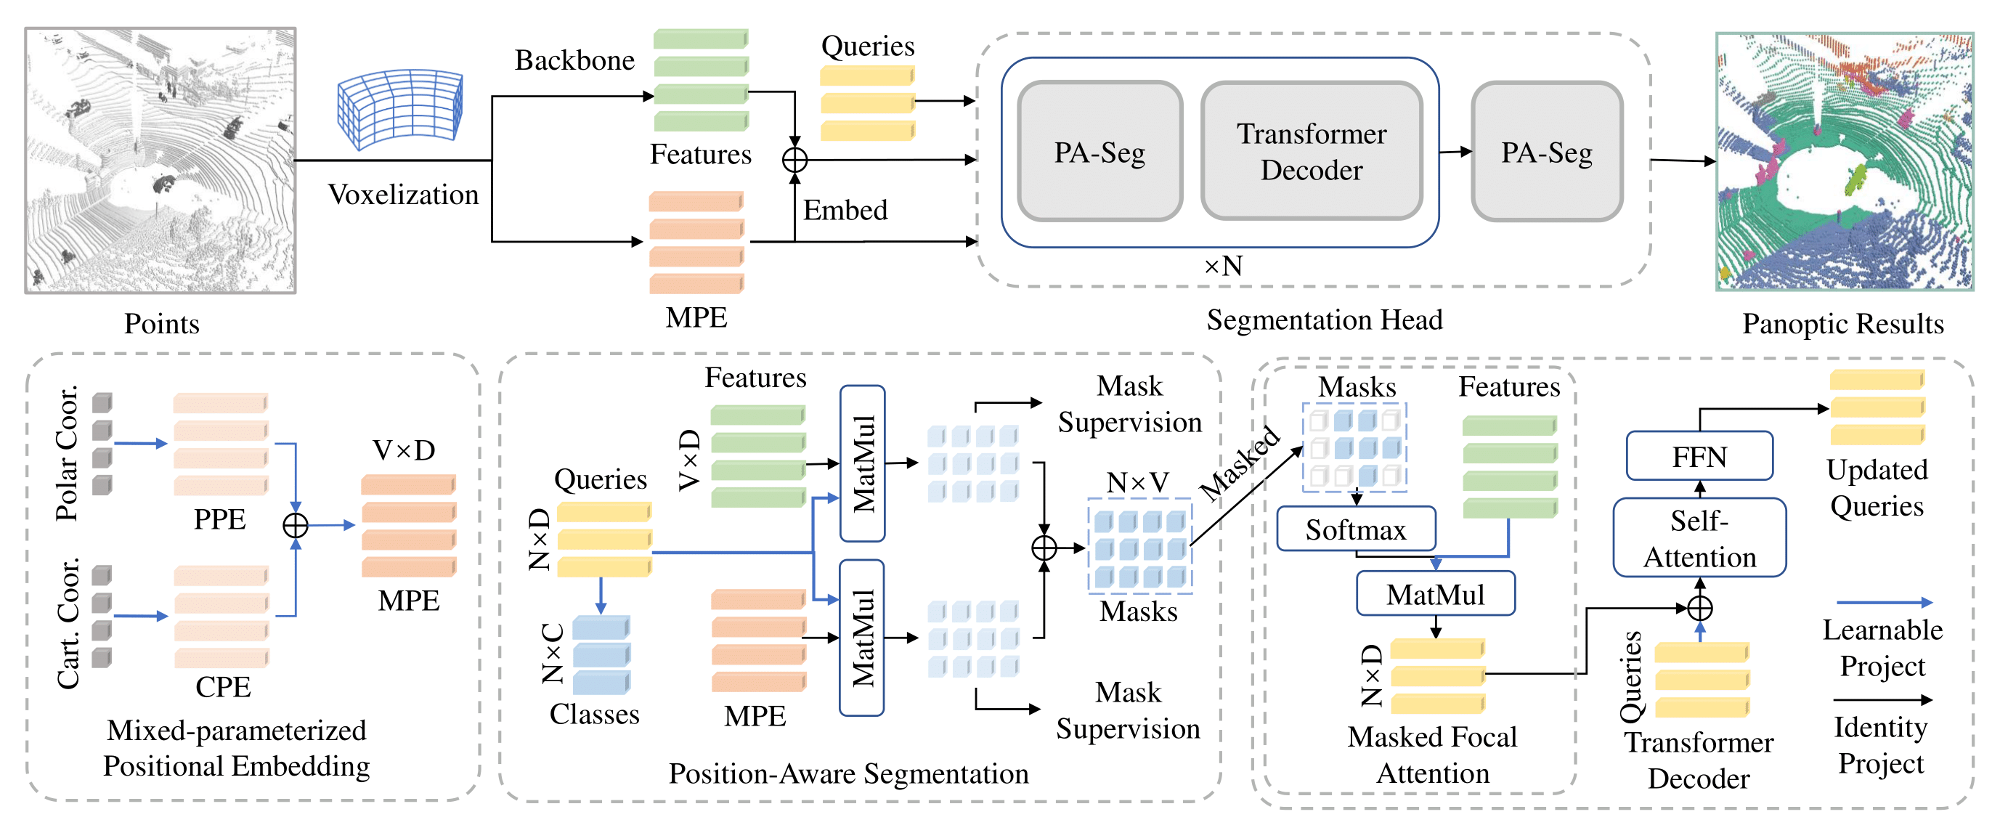 Points
Voxelization
Backbone
Features
MPE
Embed
Queries
PA-Seg
Transformer
Decoder
×N
PA-Seg
Segmentation Head
Panoptic Results
Polar Coor.
PPE
Cart. Coor.
CPE
V×D
MPE
Mixed-parameterized
Positional Embedding
Features
V×D
Queries
N×D
N×C
Classes
MPE
MatMul
MatMul
Mask
Supervision
N×V
Masks
Mask
Supervision
Position-Aware Segmentation
Masked
Masks
Features
Softmax
MatMul
N×D
Masked Focal
Attention
FFN
Self-
Attention
Queries
Transformer
Decoder
Updated
Queries
Learnable
Project
Identity
Project